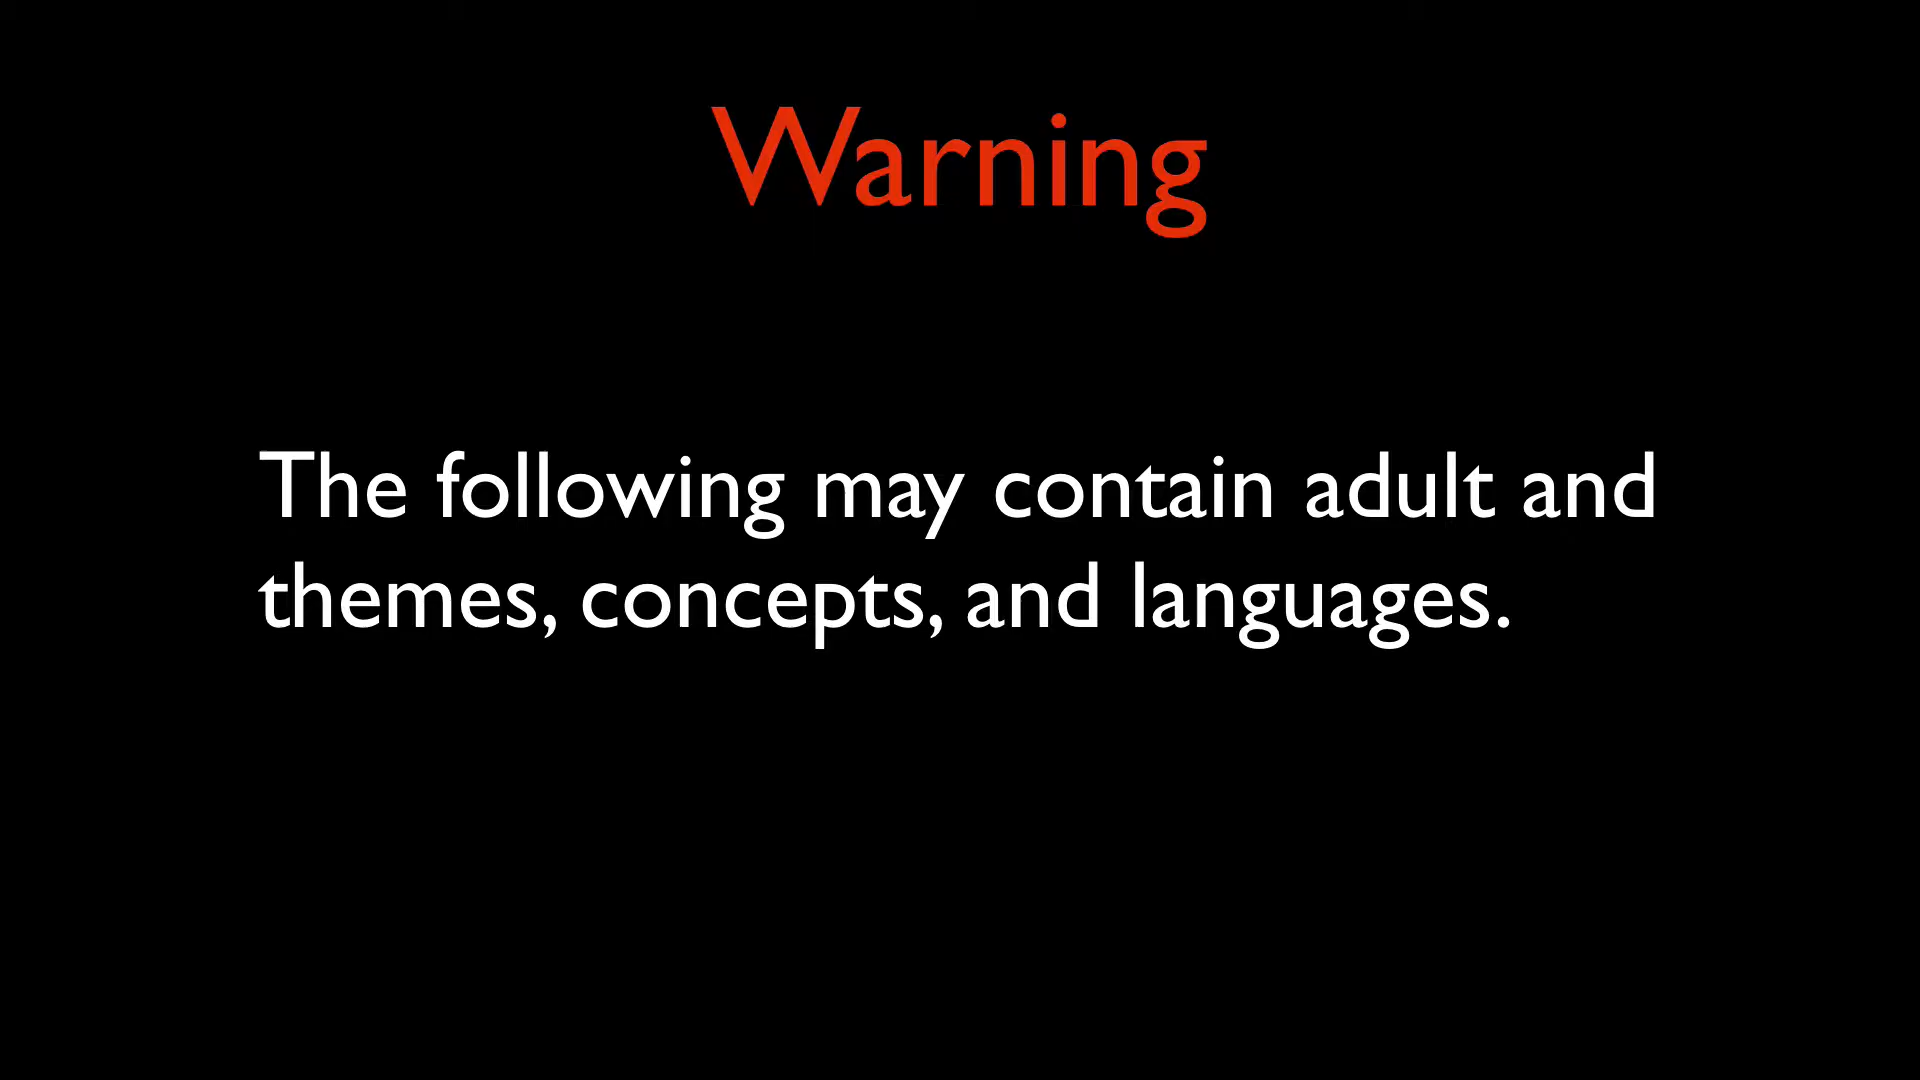 Warning
The following may contain adult and
themes, concepts, and languages.